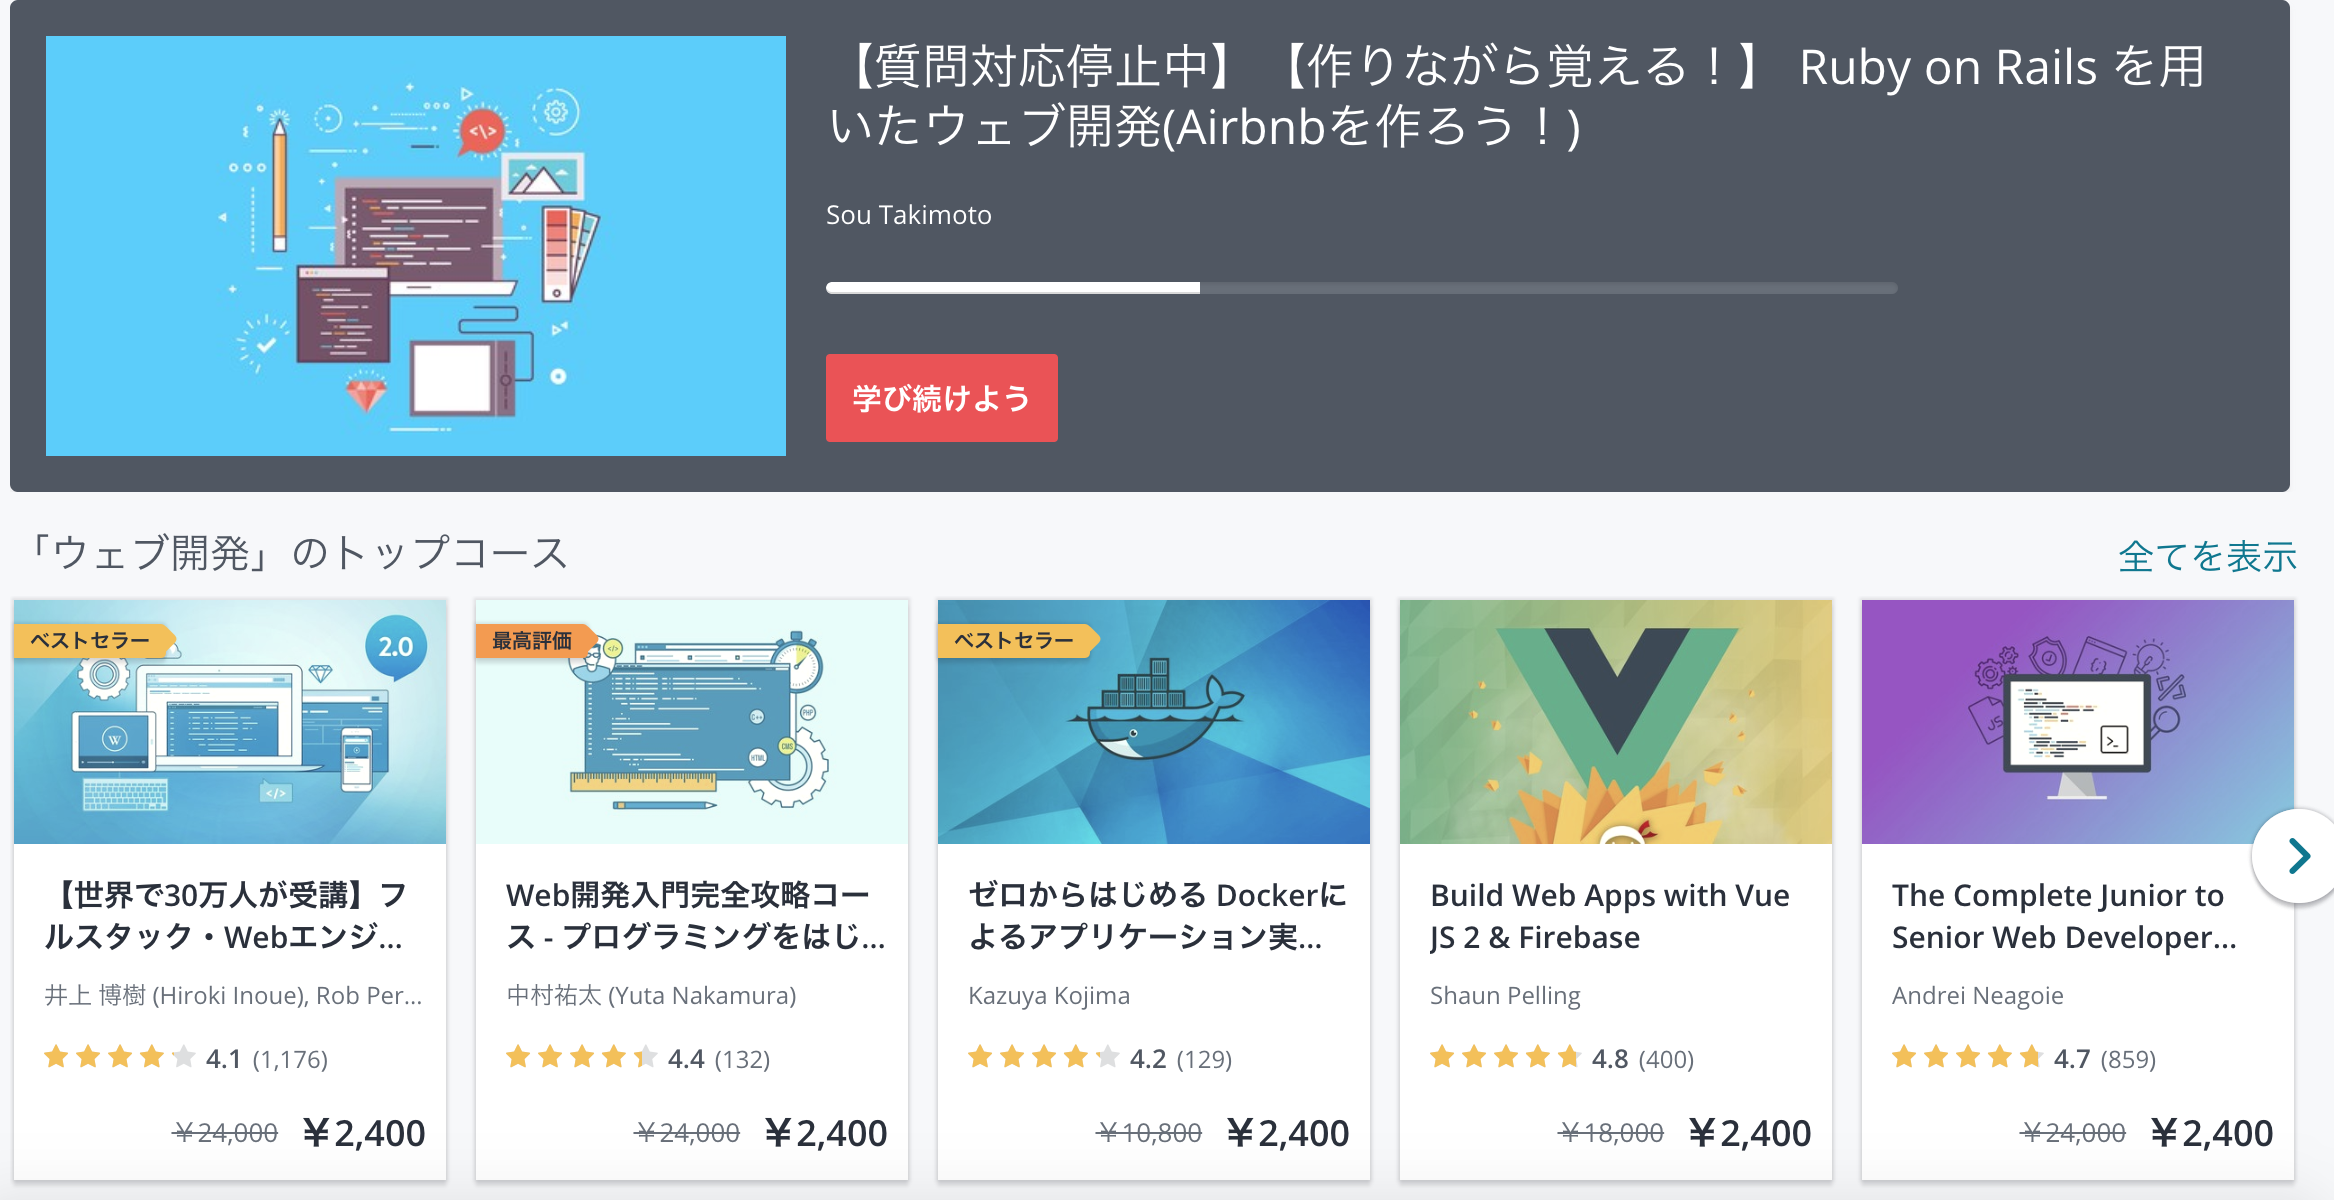 【質問対応停止中】【作りながら覚える！】 Ruby on Rails を用
いたウェブ開発(Airbnbを作ろう！)
Sou Takimoto
学び続けよう
「ウェブ開発」のトップコース
全てを表示
ベストセラー
2.0
W
</>
【世界で30万人が受講】フ
ルスタック・Webエンジ...
井上 博樹 (Hiroki Inoue), Rob Per...
4.1 (1,176)
￥24,000 ￥2,400
最高評価
</>
C++
PHP
CMS
HTML
Web開発入門完全攻略コー
ス - プログラミングをはじ...
中村祐太 (Yuta Nakamura)
4.4 (132)
￥24,000 ￥2,400
ベストセラー
ゼロからはじめる Dockerに
よるアプリケーション実...
Kazuya Kojima
4.2 (129)
￥10,800 ￥2,400
Build Web Apps with Vue
JS 2 & Firebase
Shaun Pelling
4.8 (400)
￥18,000 ￥2,400
JS
The Complete Junior to
Senior Web Developer...
Andrei Neagoie
4.7 (859)
￥24,000 ￥2,400